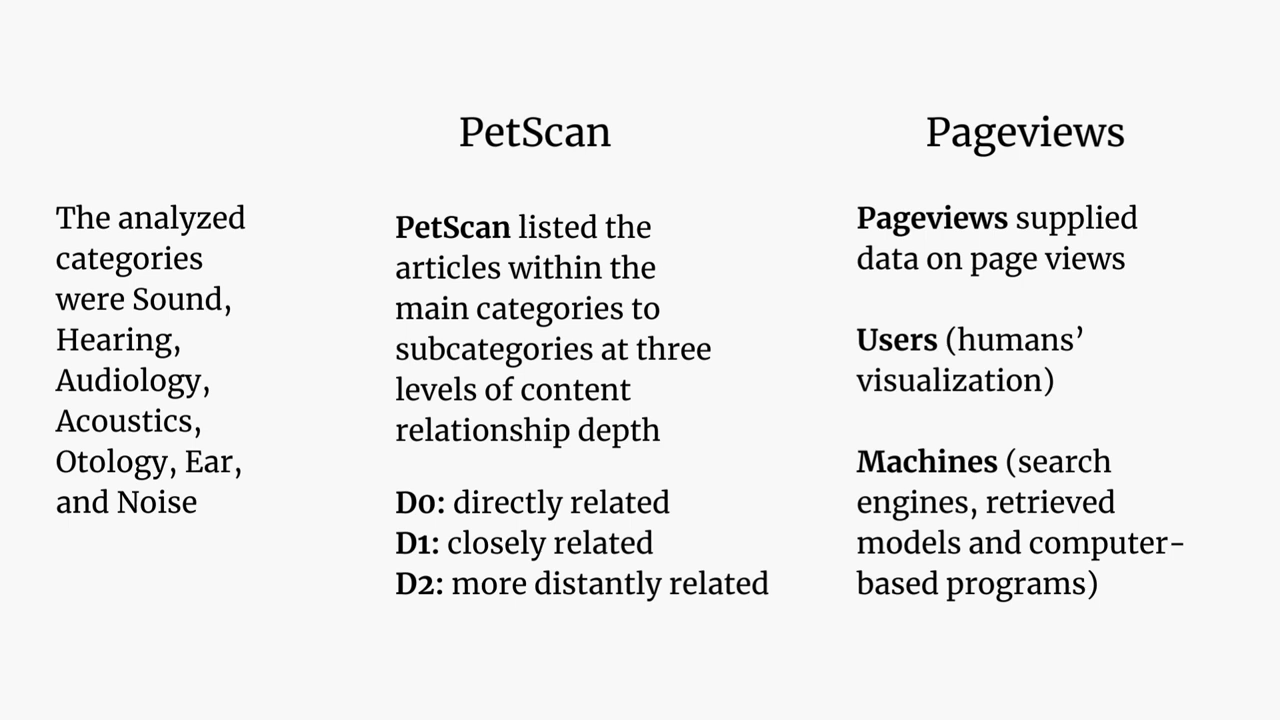 The analyzed
categories
were Sound,
Hearing,
Audiology,
Acoustics,
Otology, Ear,
and Noise
PetScan
PetScan listed the
articles within the
main categories to
subcategories at three
levels of content
relationship depth
D0: directly related
D1: closely related
D2: more distantly related
Pageviews
Pageviews supplied
data on page views
Users (humans’
visualization)
Machines (search
engines, retrieved
models and computer-
based programs)